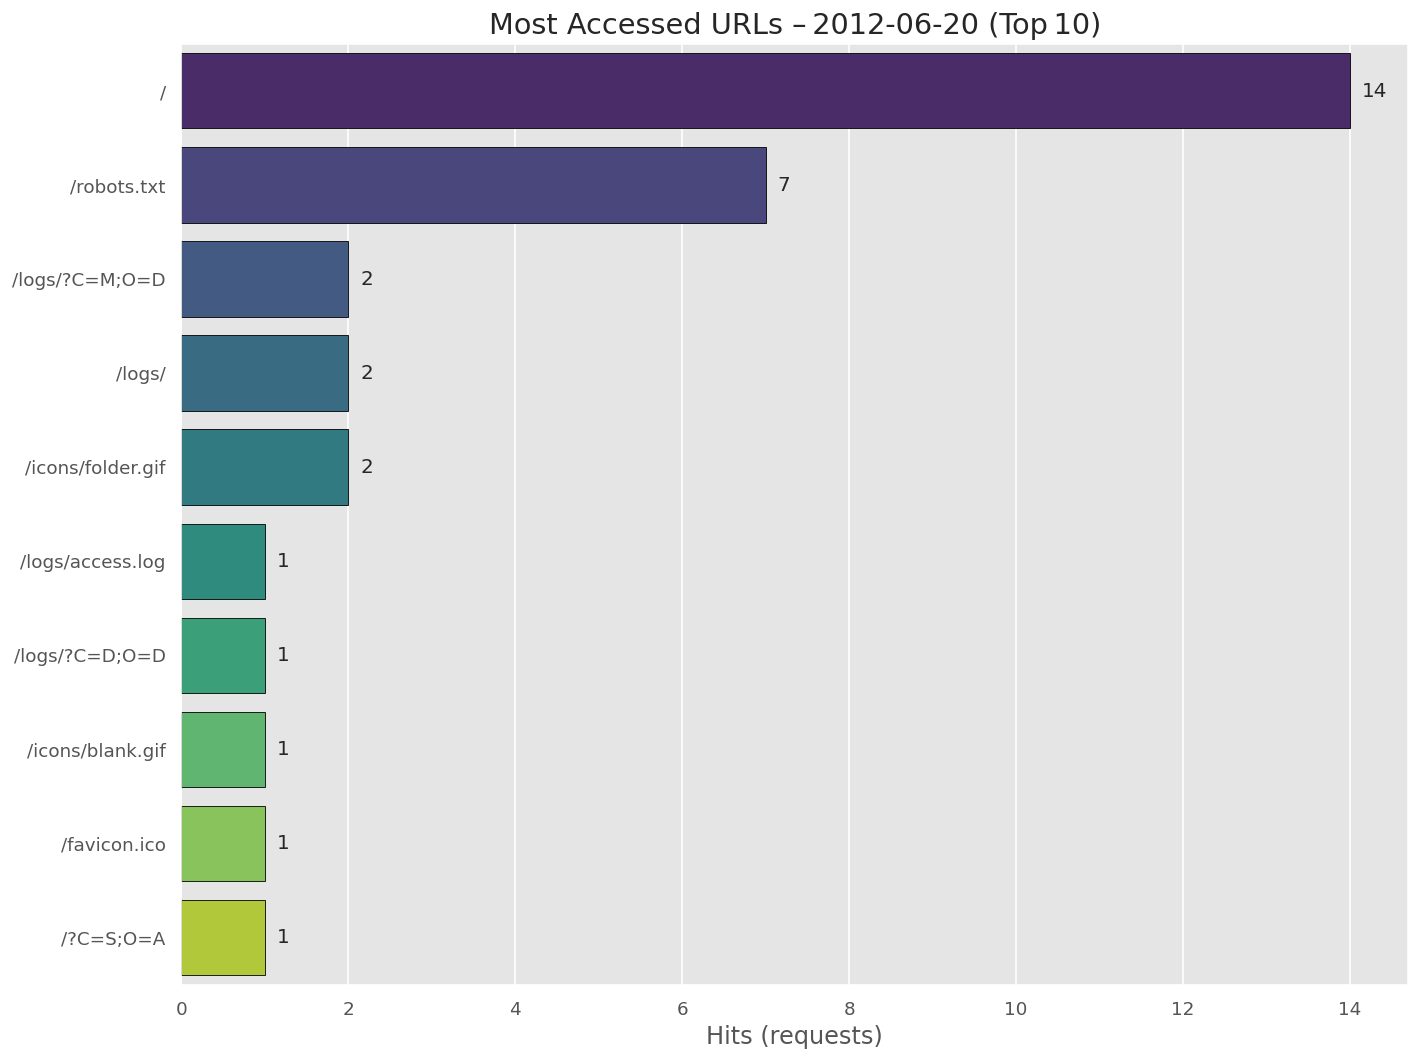 Most Accessed URLs – 2012-06-20 (Top 10)
/ 14
/robots.txt 7
/logs/?C=M;O=D 2
/logs/ 2
/icons/folder.gif 2
/logs/access.log 1
/logs/?C=D;O=D 1
/icons/blank.gif 1
/favicon.ico 1
/?C=S;O=A 1
0 2 4 6 8 10 12 14
Hits (requests)